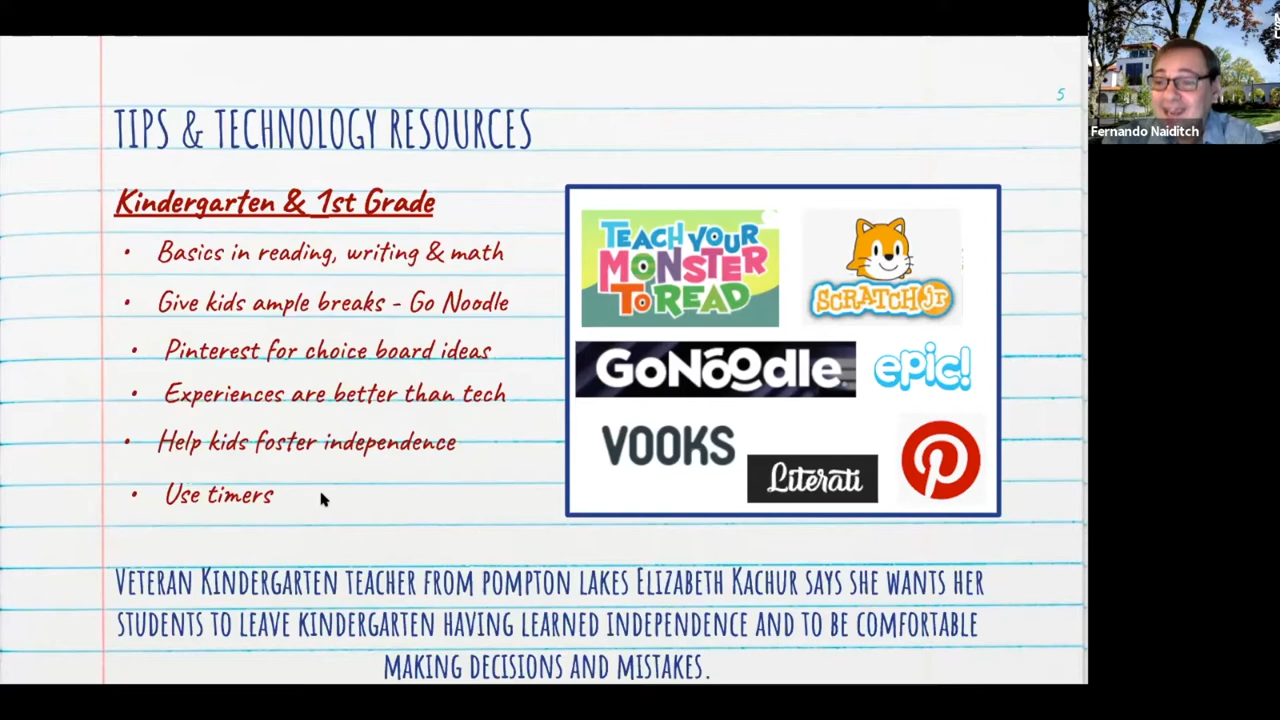 5
TIPS & TECHNOLOGY RESOURCES
Kindergarten & 1st Grade
• Basics in reading, writing & math
• Give kids ample breaks - Go Noodle
• Pinterest for choice board ideas
• Experiences are better than tech
• Help kids foster independence
• Use timers
TEACH YOUR
MONSTER
TO READ
SCRATCH jr
GoNoodle
epic!
VOOKS
Literati
VETERAN KINDERGARTEN TEACHER FROM POMPTON LAKES ELIZABETH KACHUR SAYS SHE WANTS HER
STUDENTS TO LEAVE KINDERGARTEN HAVING LEARNED INDEPENDENCE AND TO BE COMFORTABLE
MAKING DECISIONS AND MISTAKES.
Fernando Naiditch